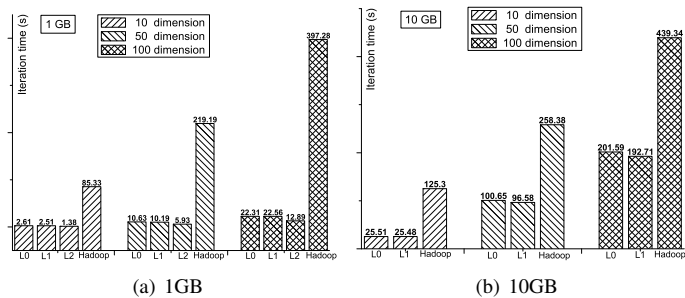 Iteration time (s)
1 GB
10 dimension
50 dimension
100 dimension
2.61
2.51
1.38
85.33
10.63
10.19
5.93
219.19
22.31
22.56
12.89
397.28
L0 L1 L2 Hadoop L0 L1 L2 Hadoop L0 L1 L2 Hadoop
(a) 1GB
Iteration time (s)
10 GB
10 dimension
50 dimension
100 dimension
25.51
25.48
125.3
100.65
96.58
258.38
201.59
192.71
439.34
L0 L1 Hadoop L0 L1 Hadoop L0 L1 Hadoop
(b) 10GB